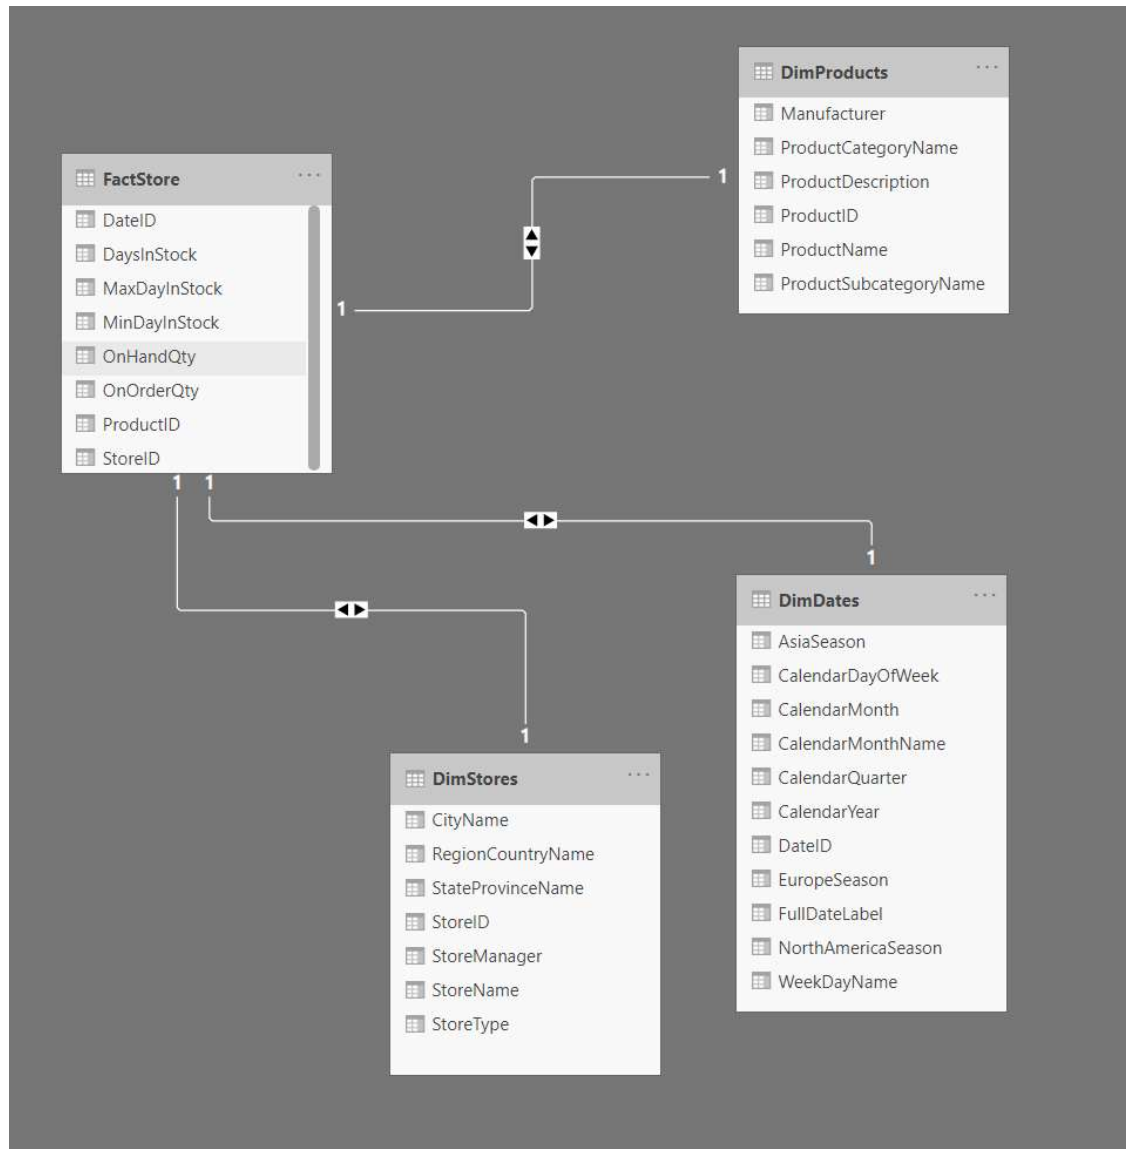 DimProducts ...
Manufacturer
ProductCategoryName
ProductDescription
ProductID
ProductName
ProductSubcategoryName
FactStore ...
DateID
DaysInStock
MaxDayInStock
MinDayInStock
OnHandQty
OnOrderQty
ProductID
StoreID
1
1
1
1
1
1
DimDates ...
AsiaSeason
CalendarDayOfWeek
CalendarMonth
CalendarMonthName
CalendarQuarter
CalendarYear
DateID
EuropeSeason
FullDateLabel
NorthAmericaSeason
WeekDayName
DimStores ...
CityName
RegionCountryName
StateProvinceName
StoreID
StoreManager
StoreName
StoreType